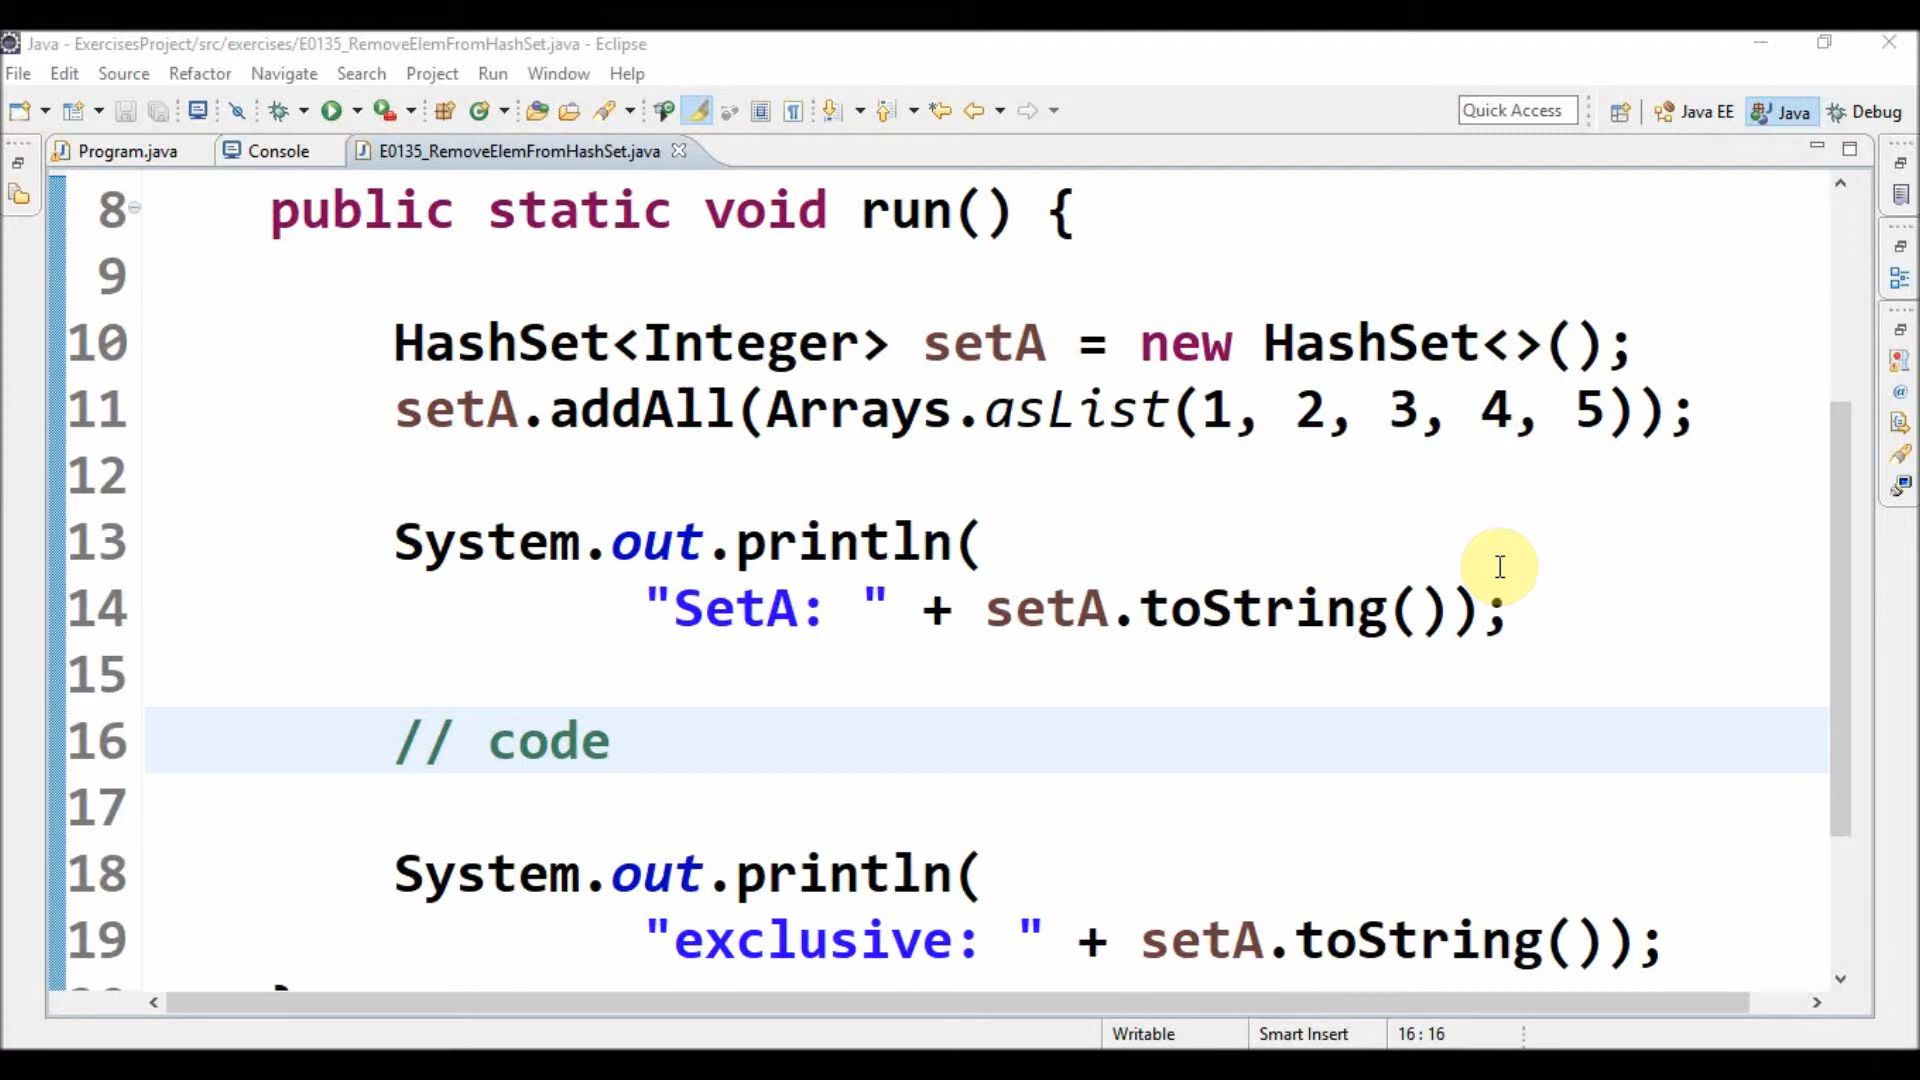 Java - ExercisesProject/src/exercises/E0135_RemoveElemFromHashSet.java - Eclipse
File Edit Source Refactor Navigate Search Project Run Window Help
Quick Access Java EE Java Debug
Program.java Console E0135_RemoveElemFromHashSet.java
8 public static void run() {
9
10 HashSet<Integer> setA = new HashSet<>();
11 setA.addAll(Arrays.asList(1, 2, 3, 4, 5));
12
13 System.out.println(
14 "SetA: " + setA.toString());
15
16 // code
17
18 System.out.println(
19 "exclusive: " + setA.toString());
Writable Smart Insert 16 : 16